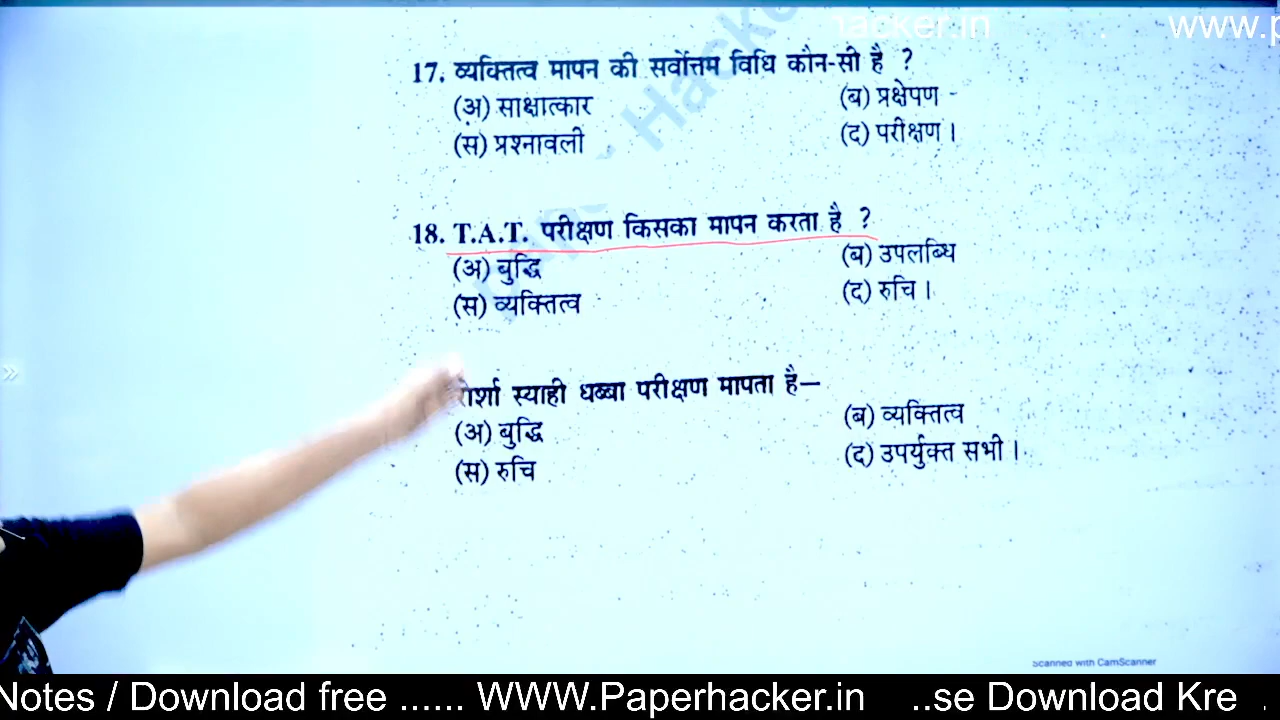 hacker.in www.p
17. व्यक्तित्व मापन की सर्वोत्तम विधि कौन-सी है ?
(अ) साक्षात्कार (ब) प्रक्षेपण -
(स) प्रश्नावली (द) परीक्षण।
18. T.A.T. परीक्षण किसका मापन करता है ?
(अ) बुद्धि (ब) उपलब्धि
(स) व्यक्तित्व (द) रुचि।
स्याही धब्बा परीक्षण मापता है—
(अ) बुद्धि (ब) व्यक्तित्व
(स) रुचि (द) उपर्युक्त सभी।
Scanned with CamScanner
Notes / Download free ...... WWW.Paperhacker.in ..se Download Kre .